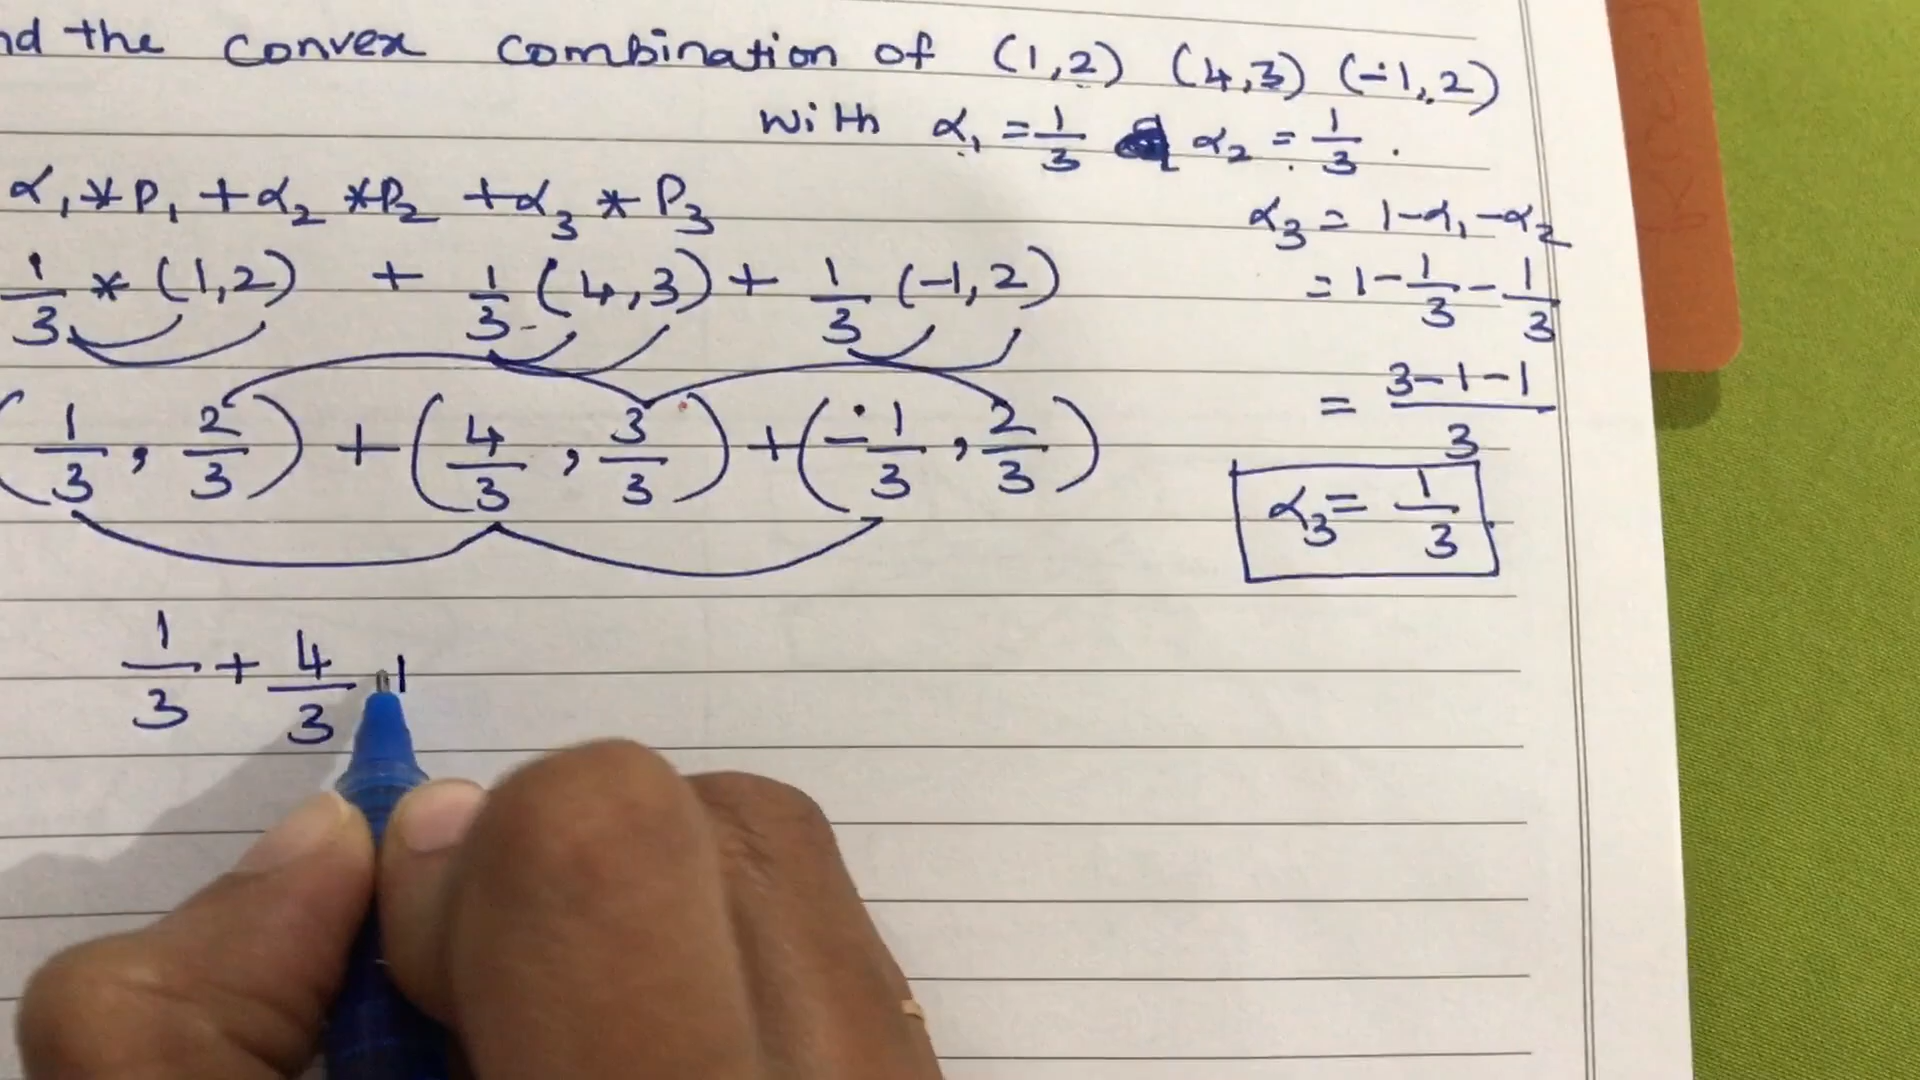 nd the convex combination of (1,2) (4,3) (-1,2)
with α₁ = 1/3 α₂ = 1/3 .
α₁ * P₁ + α₂ * P₂ + α₃ * P₃
α₃ = 1 - α₁ - α₂
1/3 * (1,2) + 1/3 (4,3) + 1/3 (-1,2)
= 1 - 1/3 - 1/3
= 3-1-1/3
(1/3, 2/3) + (4/3, 3/3) + (-1/3, 2/3)
α₃ = 1/3
1/3 + 4/3 - 1